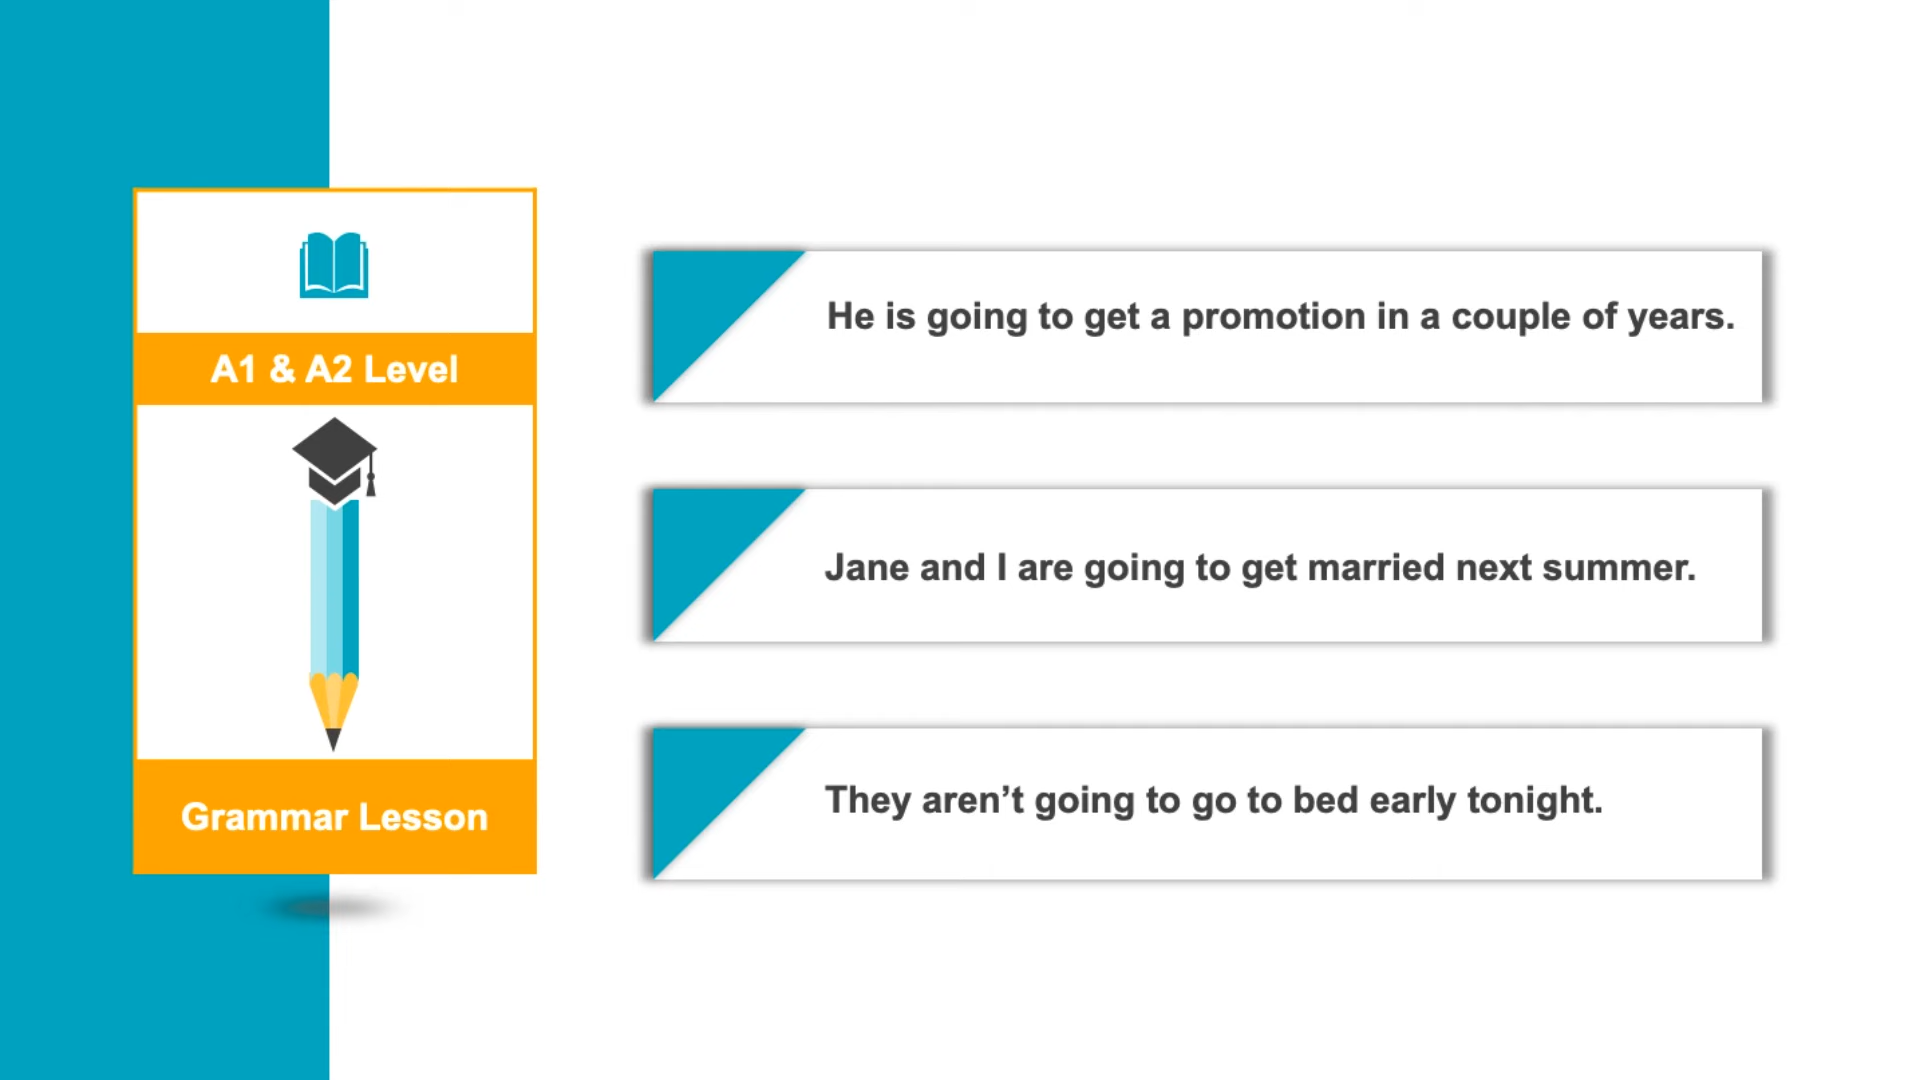 A1 & A2 Level
Grammar Lesson
He is going to get a promotion in a couple of years.
Jane and I are going to get married next summer.
They aren’t going to go to bed early tonight.